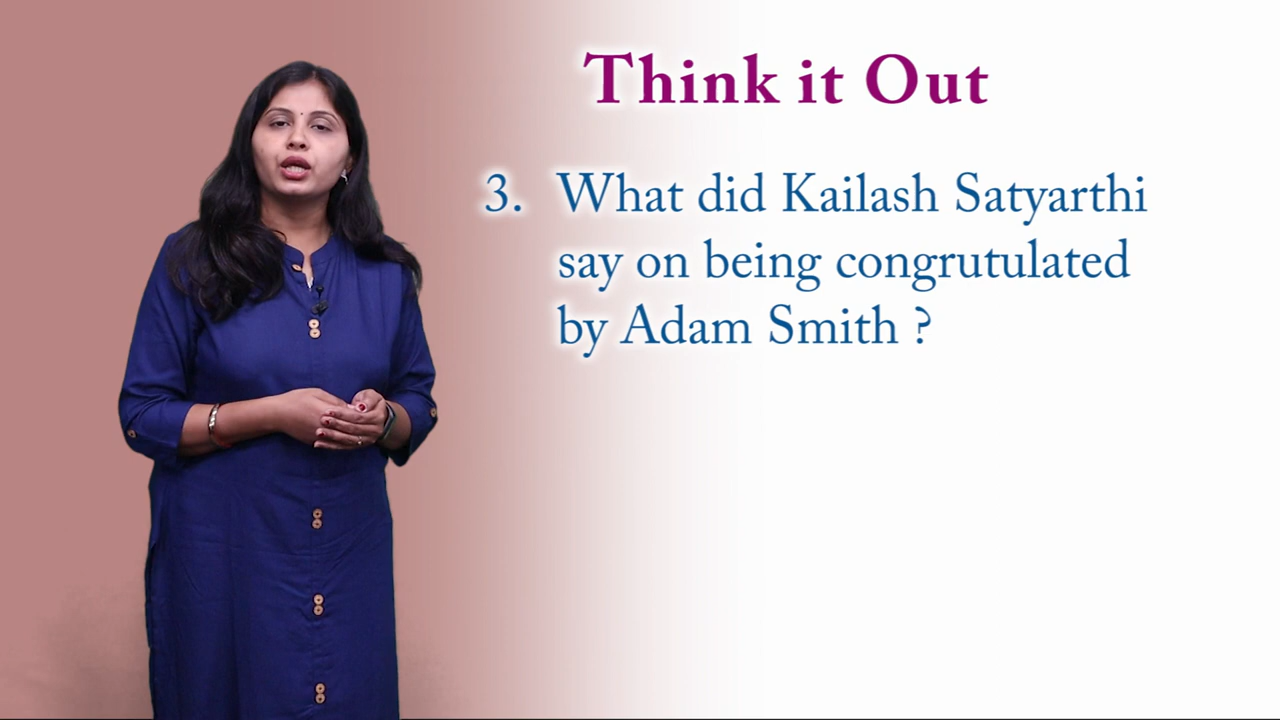 Think it Out
3. What did Kailash Satyarthi
say on being congrutulated
by Adam Smith ?